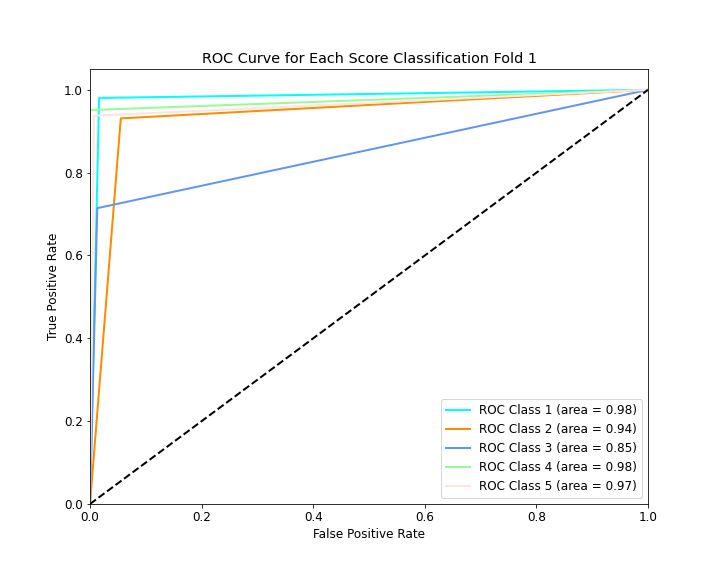 ROC Curve for Each Score Classification Fold 1
1.0
0.8
0.6
0.4
0.2
0.0
True Positive Rate
0.0 0.2 0.4 0.6 0.8 1.0
False Positive Rate
ROC Class 1 (area = 0.98)
ROC Class 2 (area = 0.94)
ROC Class 3 (area = 0.85)
ROC Class 4 (area = 0.98)
ROC Class 5 (area = 0.97)